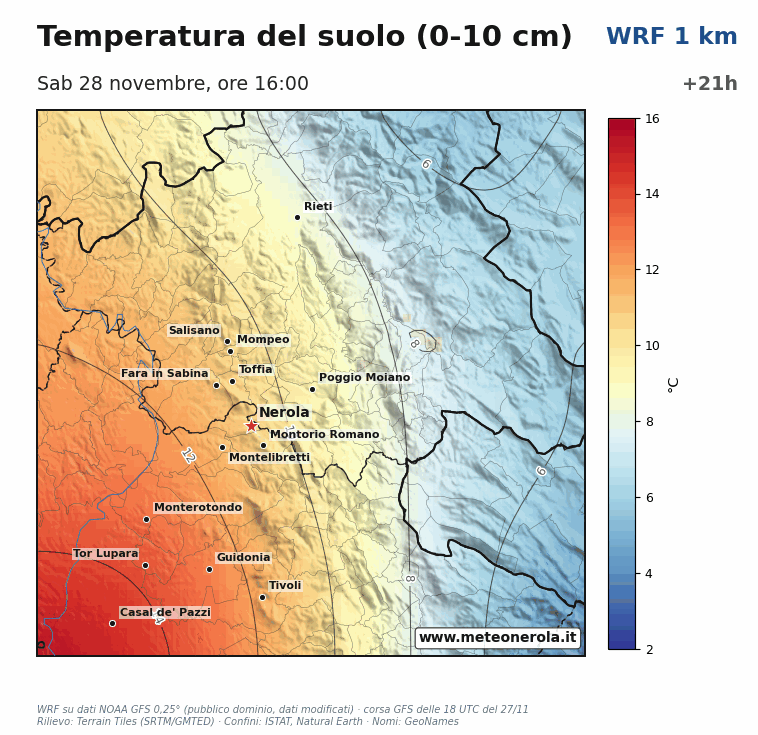 Temperatura del suolo (0-10 cm)
WRF 1 km
Sab 28 novembre, ore 16:00
+21h
6
Rieti
Salisano
Mompeo
8
Fara in Sabina
Toffia
Poggio Moiano
Nerola
Montorio Romano
12
Montelibretti
6
Monterotondo
Tor Lupara
Guidonia
8
Tivoli
Casal de' Pazzi
www.meteonerola.it
16
14
12
10
8
6
4
2
°C
WRF su dati NOAA GFS 0,25° (pubblico dominio, dati modificati) · corsa GFS delle 18 UTC del 27/11
Rilievo: Terrain Tiles (SRTM/GMTED) · Confini: ISTAT, Natural Earth · Nomi: GeoNames